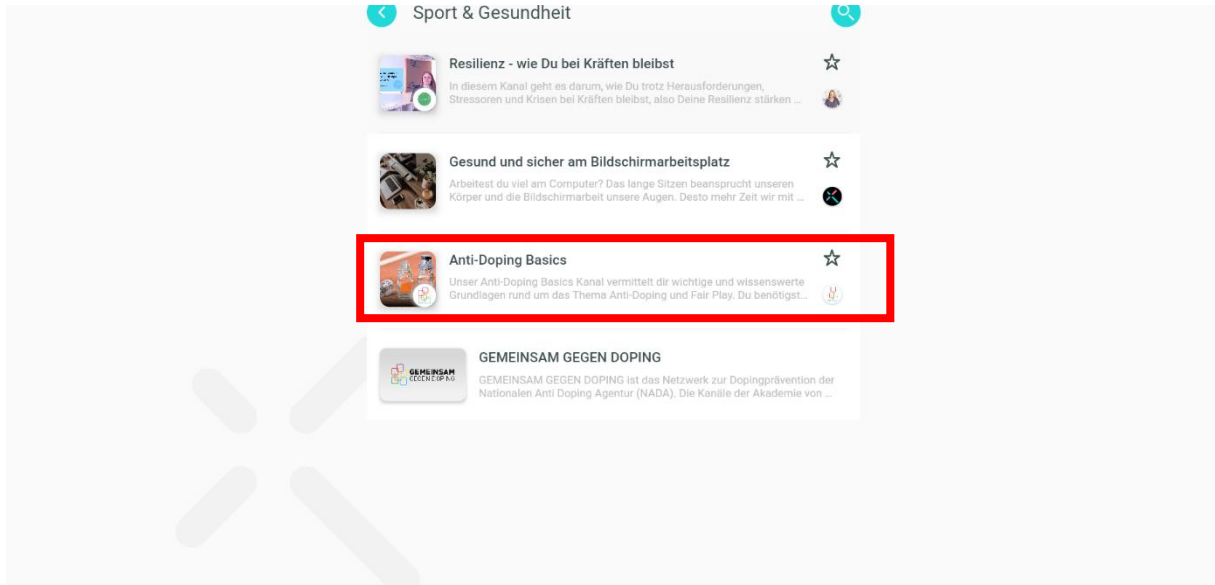 Sport & Gesundheit
Resilienz - wie Du bei Kräften bleibst
In diesem Kanal geht es darum, wie Du trotz Herausforderungen,
Stressoren und Krisen bei Kräften bleibst, also Deine Resilienz stärken ...
Gesund und sicher am Bildschirmarbeitsplatz
Arbeitest du viel am Computer? Das lange Sitzen beansprucht unseren
Körper und die Bildschirmarbeit unsere Augen. Desto mehr Zeit wir mit ...
Anti-Doping Basics
Unser Anti-Doping Basics Kanal vermittelt dir wichtige und wissenswerte
Grundlagen rund um das Thema Anti-Doping und Fair Play. Du benötigst...
GEMEINSAM GEGEN DOPING
GEMEINSAM
GEGEN DOPING
GEMEINSAM GEGEN DOPING ist das Netzwerk zur Dopingprävention der
Nationalen Anti Doping Agentur (NADA). Die Kanäle der Akademie von ...